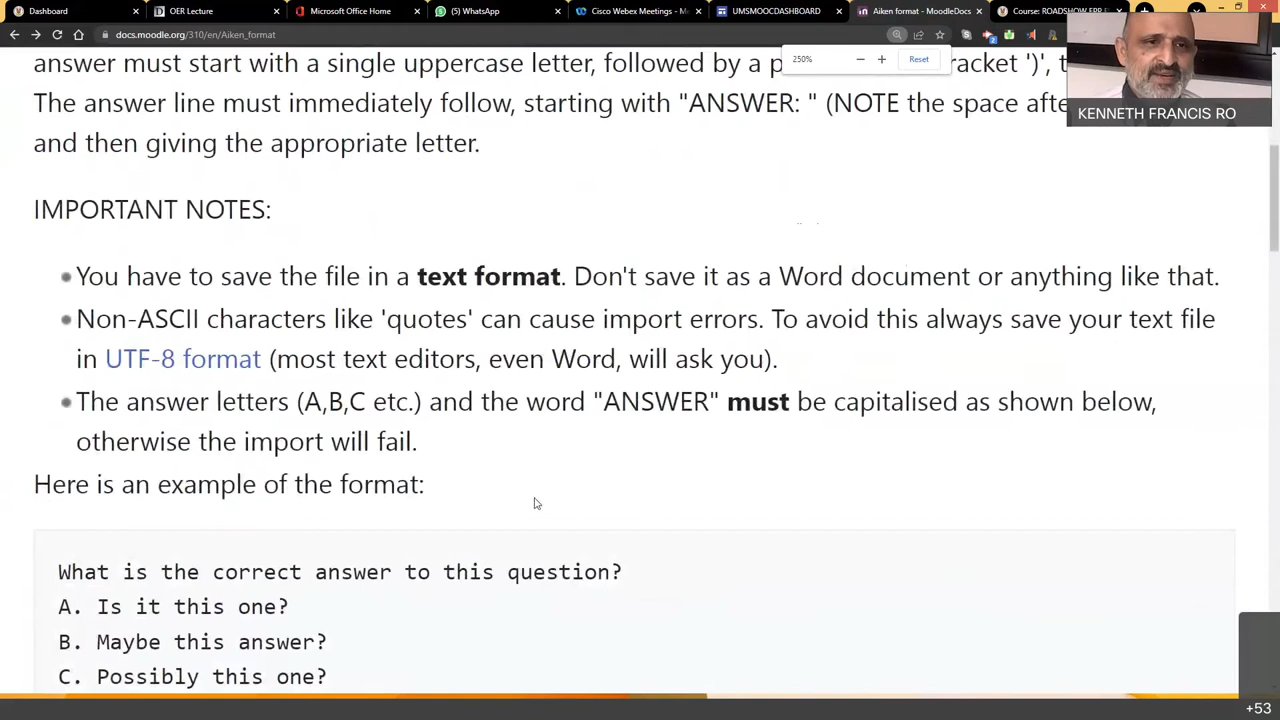 Dashboard
OER Lecture
Microsoft Office Home
(5) WhatsApp
Cisco Webex Meetings - M
UMSMOOCDASHBOARD
Aiken format - MoodleDocs
Course: ROADSHOW
docs.moodle.org/310/en/Aiken_format
250%
Reset
answer must start with a single uppercase letter, followed by a p racket ')', t
KENNETH FRANCIS RO
The answer line must immediately follow, starting with "ANSWER: " (NOTE the space afte
and then giving the appropriate letter.
IMPORTANT NOTES:
You have to save the file in a text format. Don't save it as a Word document or anything like that.
Non-ASCII characters like 'quotes' can cause import errors. To avoid this always save your text file
in UTF-8 format (most text editors, even Word, will ask you).
The answer letters (A,B,C etc.) and the word "ANSWER" must be capitalised as shown below,
otherwise the import will fail.
Here is an example of the format:
What is the correct answer to this question?
A. Is it this one?
B. Maybe this answer?
C. Possibly this one?
+53